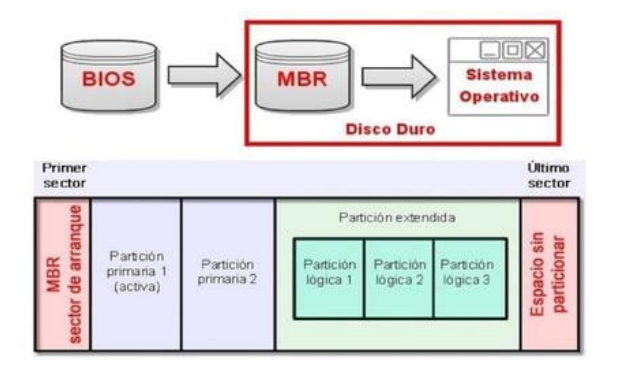 BIOS
MBR
Sistema
Operativo
Disco Duro
Primer
sector
Último
sector
MBR
sector de arranque
Partición
primaria 1
(activa)
Partición
primaria 2
Partición extendida
Partición
lógica 1
Partición
lógica 2
Partición
lógica 3
Espacio sin
particionar